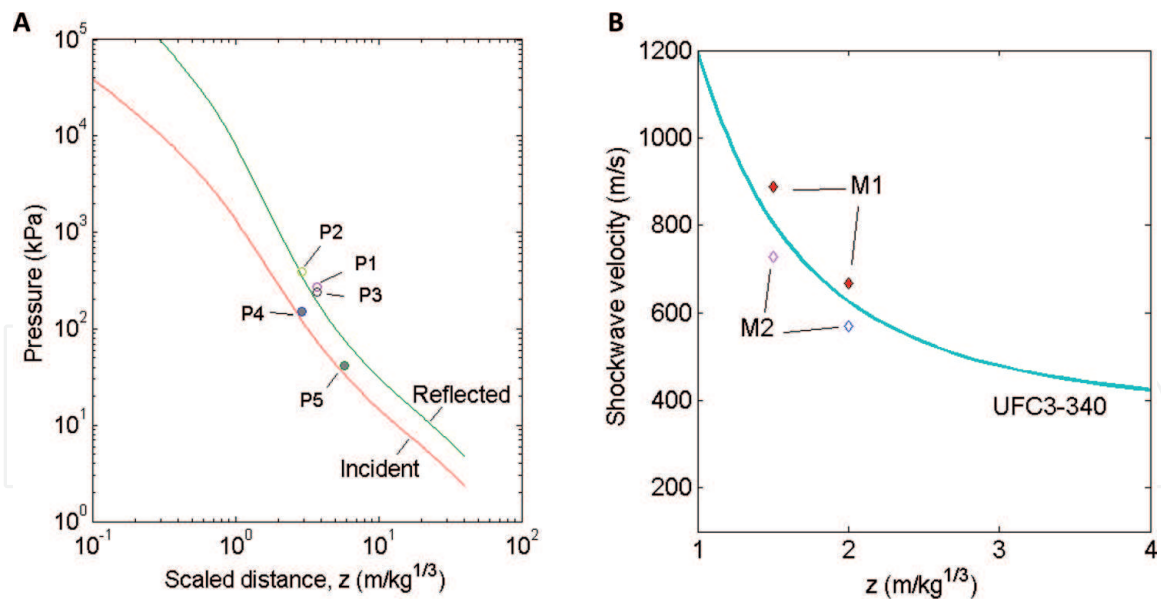 A
Pressure (kPa)
10^5
10^4
10^3
10^2
10^1
10^0
P2
P1
P3
P4
P5
Reflected
Incident
10^-1
10^0
10^1
10^2
Scaled distance, z (m/kg^1/3)
B
Shockwave velocity (m/s)
1200
1000
800
600
400
200
M1
M2
UFC3-340
1
2
3
4
z (m/kg^1/3)